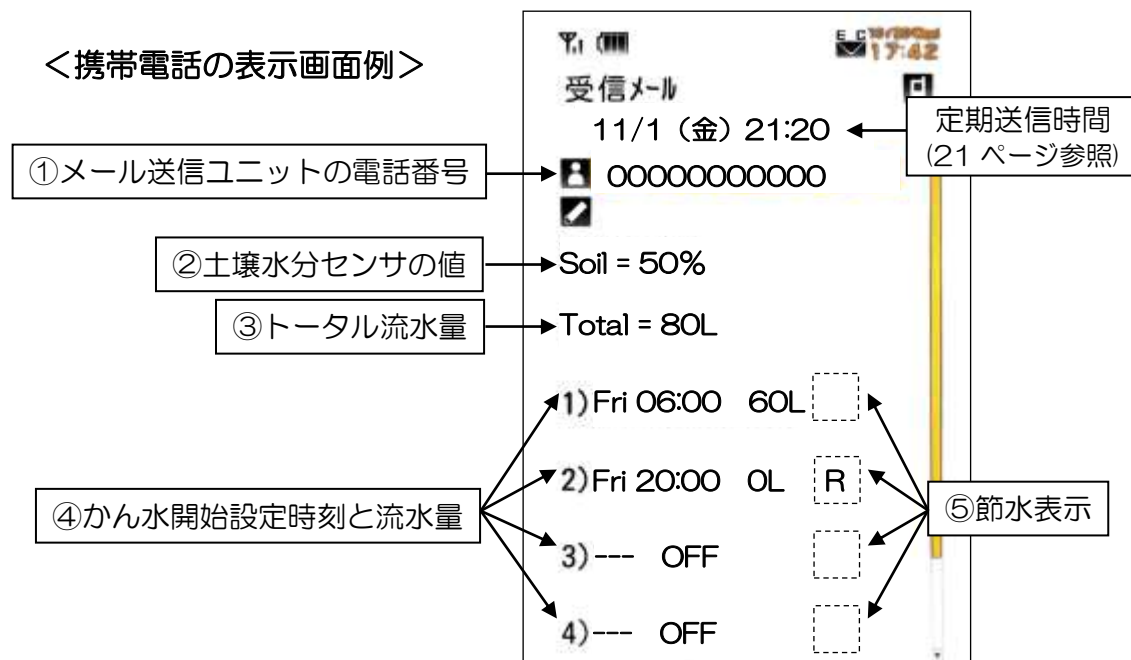 ＜携帯電話の表示画面例＞
17:42
受信メール
11/1（金）21:20
定期送信時間
(21 ページ参照)
①メール送信ユニットの電話番号
00000000000
②土壌水分センサの値
Soil = 50%
③トータル流水量
Total = 80L
1) Fri 06:00 60L
2) Fri 20:00 0L R
④かん水開始設定時刻と流水量
⑤節水表示
3) --- OFF
4) --- OFF